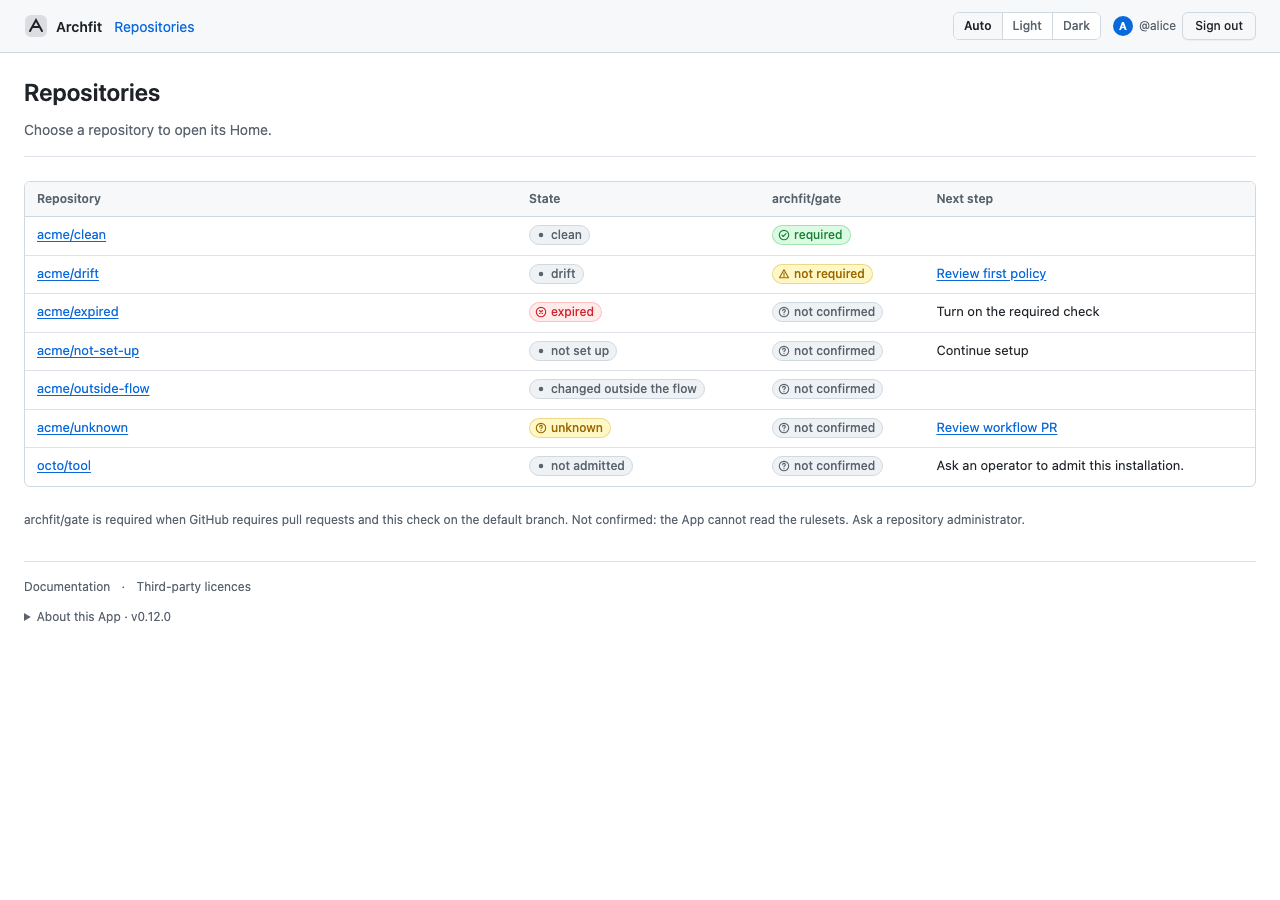 Archfit Repositories Auto Light Dark A @alice Sign out
Repositories
Choose a repository to open its Home.
Repository State archfit/gate Next step
acme/clean clean required
acme/drift drift not required Review first policy
acme/expired expired not confirmed Turn on the required check
acme/not-set-up not set up not confirmed Continue setup
acme/outside-flow changed outside the flow not confirmed
acme/unknown unknown not confirmed Review workflow PR
octo/tool not admitted not confirmed Ask an operator to admit this installation.
archfit/gate is required when GitHub requires pull requests and this check on the default branch. Not confirmed: the App cannot read the rulesets. Ask a repository administrator.
Documentation · Third-party licences
About this App · v0.12.0